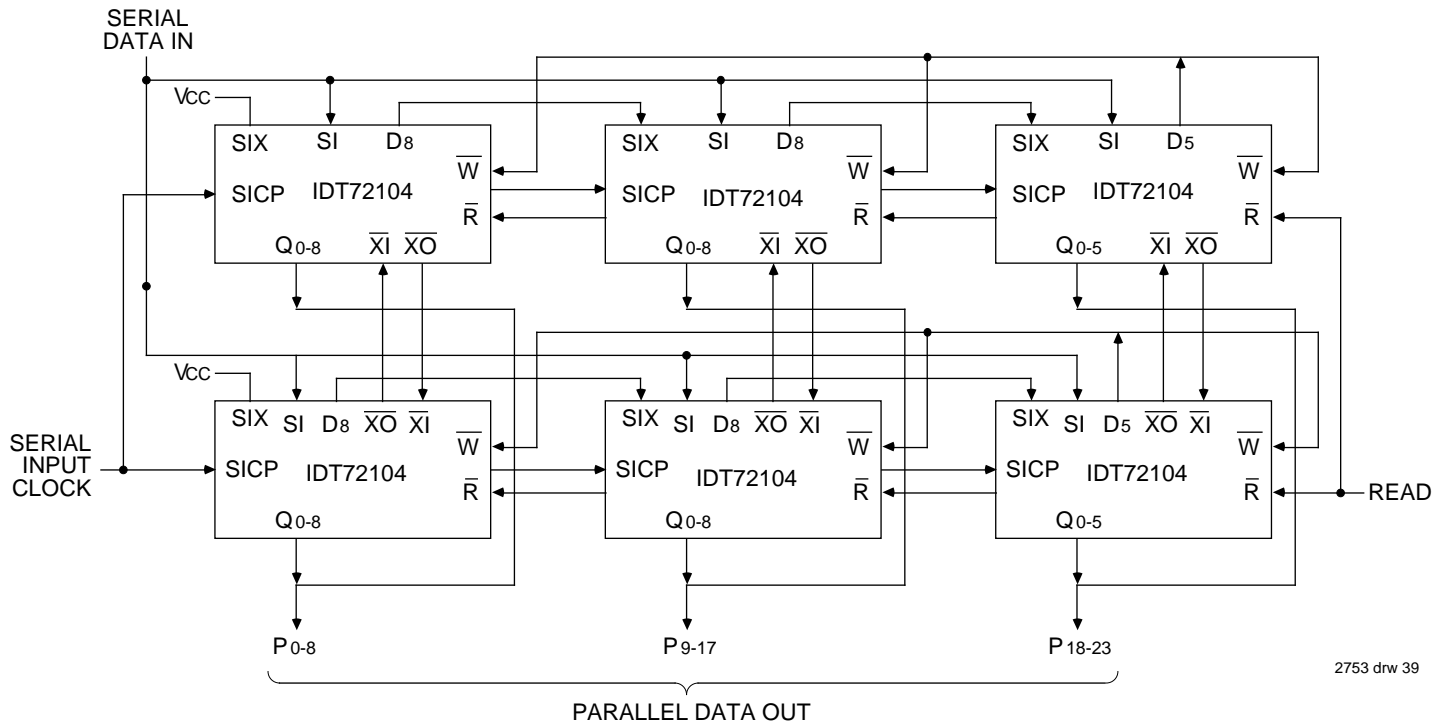 SERIAL
DATA IN
VCC
SIX SI D8
W
SICP IDT72104
R
Q0-8 XI XO
SIX SI D8
W
IDT72104
R
Q0-8 XI XO
SIX SI D5
W
IDT72104
R
Q0-5 XI XO
VCC
SERIAL
INPUT
CLOCK
SIX SI D8 XO XI
W
SICP IDT72104
R
Q0-8
SIX SI D8 XO XI
W
SICP IDT72104
R
Q0-8
SIX SI D5 XO XI
W
SICP IDT72104
R
Q0-5
READ
P0-8
P9-17
P18-23
PARALLEL DATA OUT
2753 drw 39